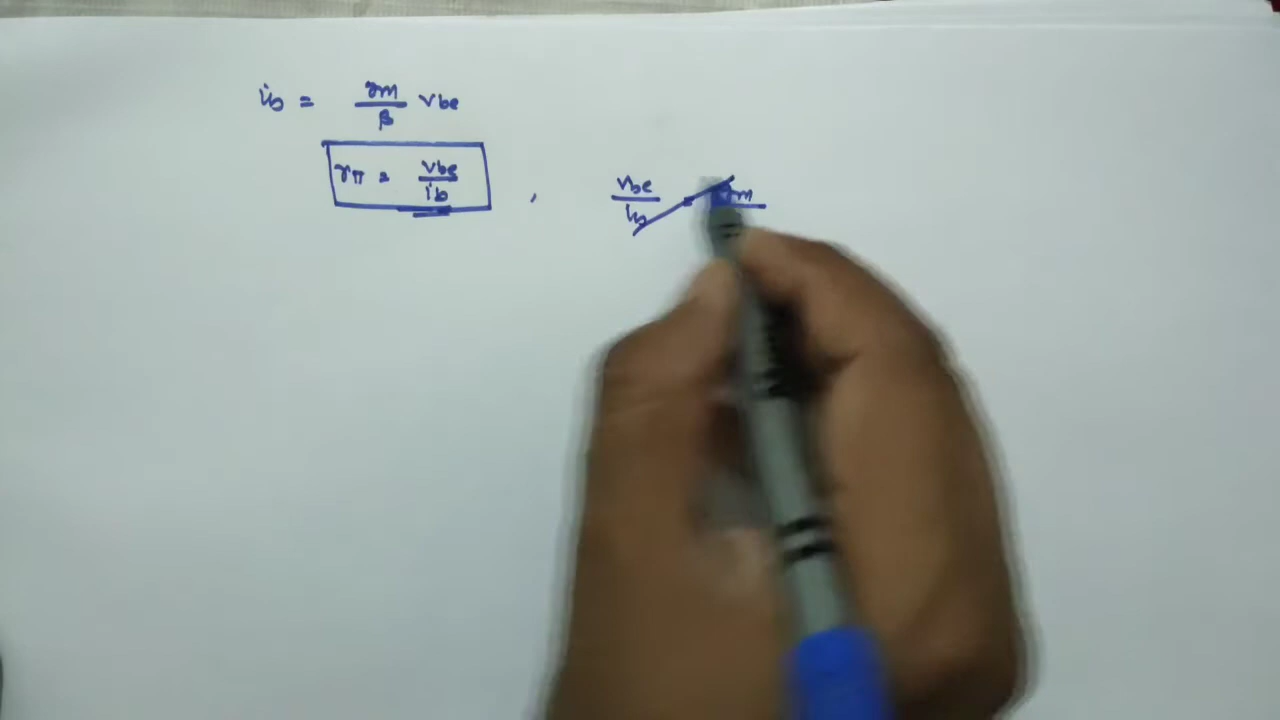 ib = gm/β vbe
rπ = vbe/ib , vbe/ib =